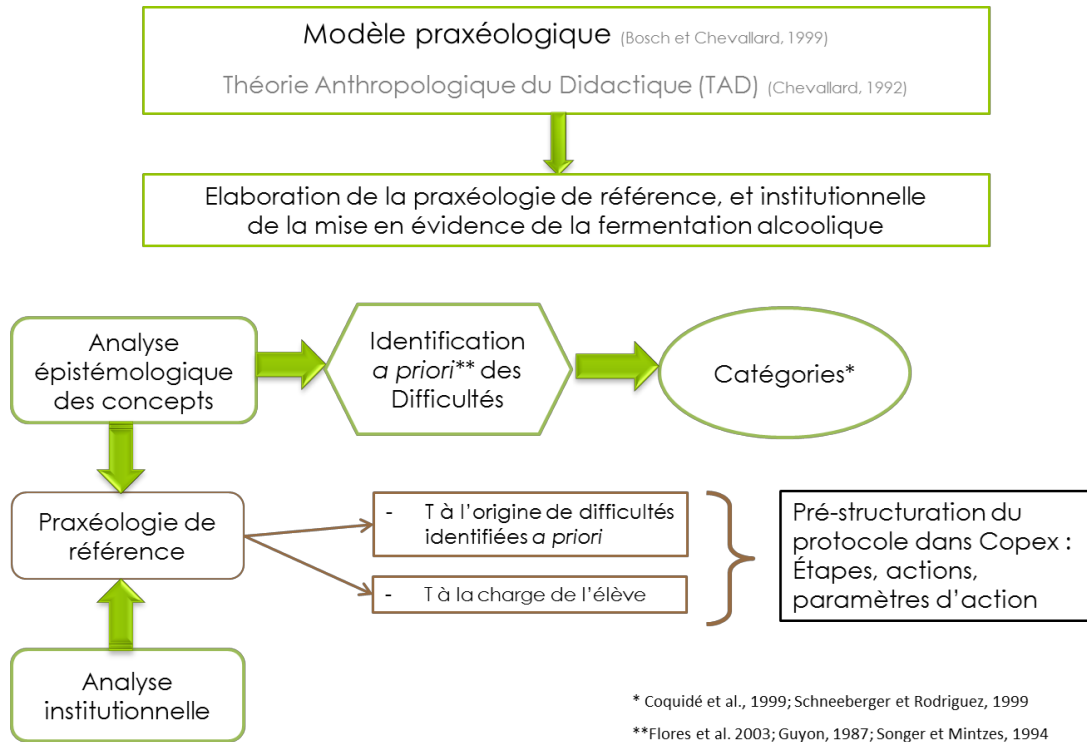 Modèle praxéologique (Bosch et Chevallard, 1999)
Théorie Anthropologique du Didactique (TAD) (Chevallard, 1992)
Elaboration de la praxéologie de référence, et institutionnelle
de la mise en évidence de la fermentation alcoolique
Analyse
épistémologique
des concepts
Identification
a priori** des
Difficultés
Catégories*
Praxéologie de
référence
- T à l'origine de difficultés
identifiées a priori
- T à la charge de l'élève
Pré-structuration du
protocole dans Copex :
Étapes, actions,
paramètres d'action
Analyse
institutionnelle
* Coquidé et al., 1999; Schneeberger et Rodriguez, 1999
**Flores et al. 2003; Guyon, 1987; Songer et Mintzes, 1994